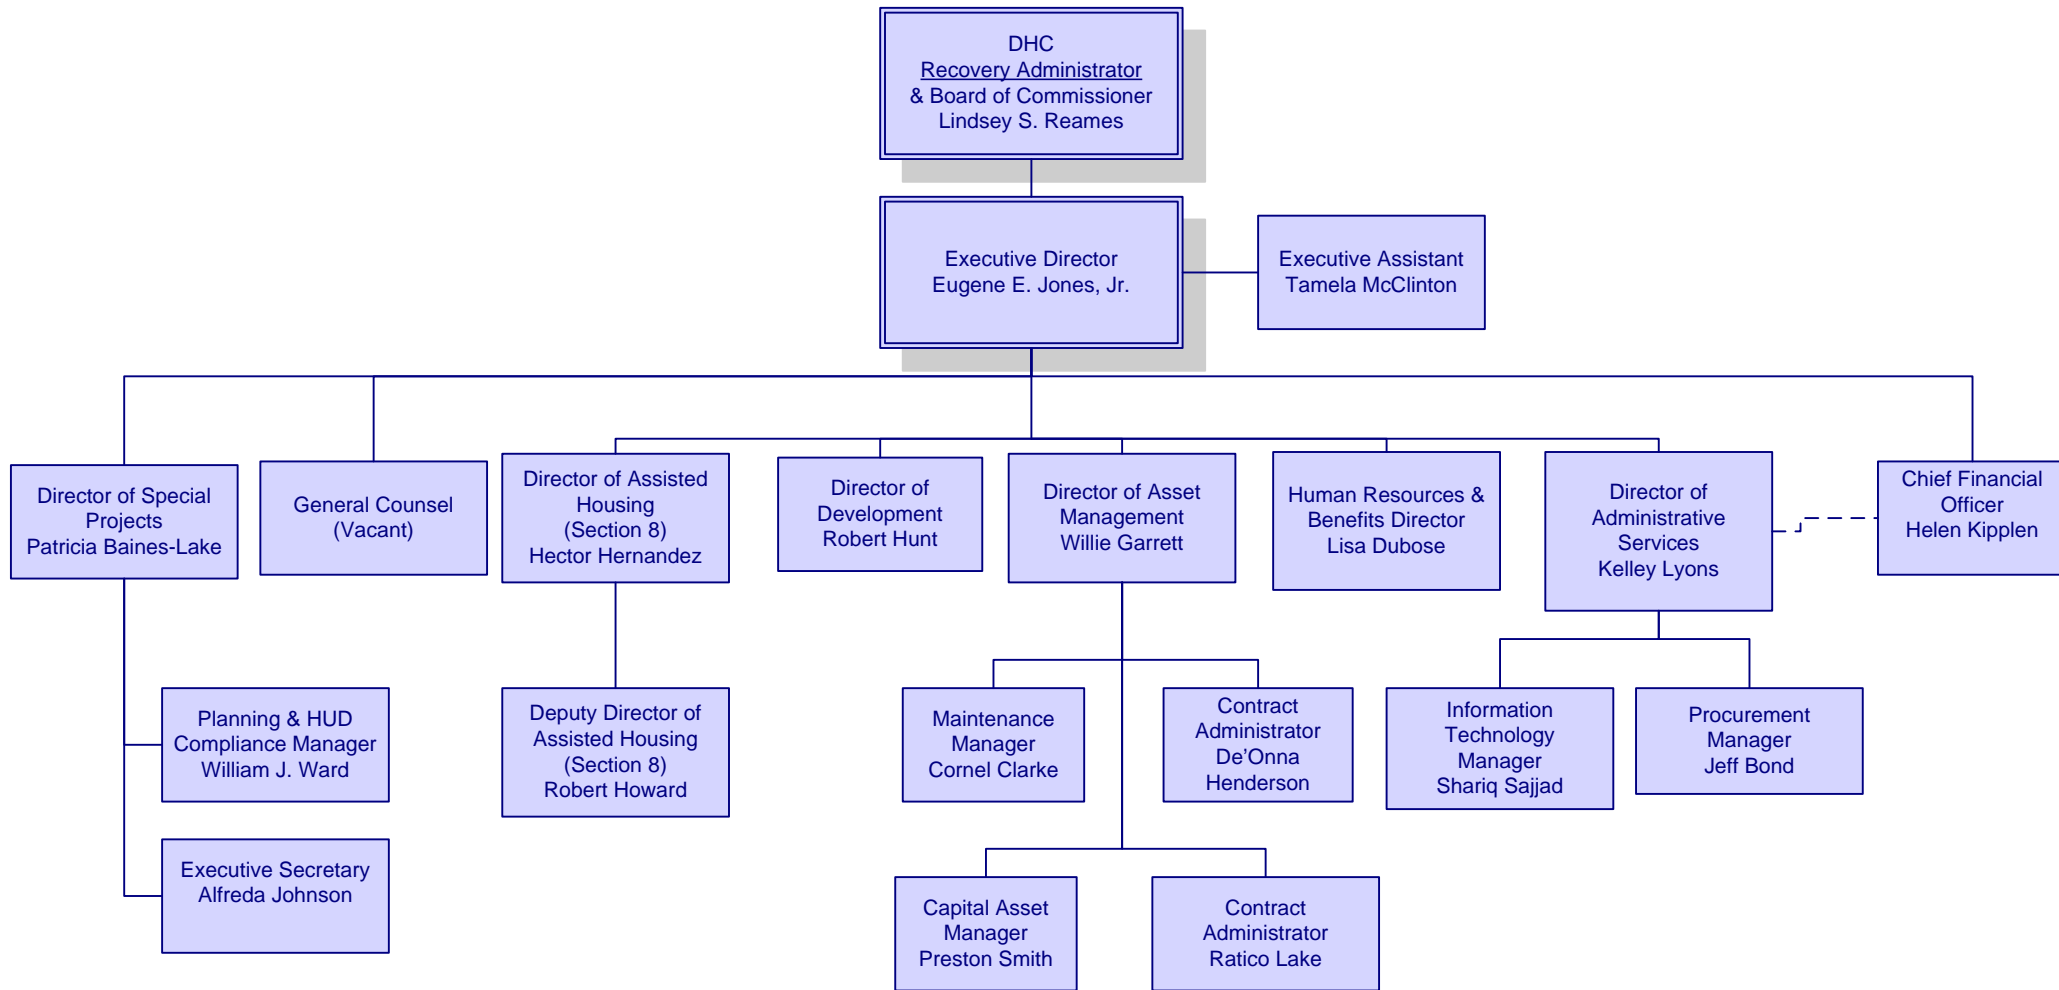 DHC
Recovery Administrator
& Board of Commissioner
Lindsey S. Reames
Executive Director
Eugene E. Jones, Jr.
Executive Assistant
Tamela McClinton
Director of Special
Projects
Patricia Baines-Lake
General Counsel
(Vacant)
Director of Assisted
Housing
(Section 8)
Hector Hernandez
Director of
Development
Robert Hunt
Director of Asset
Management
Willie Garrett
Human Resources &
Benefits Director
Lisa Dubose
Director of
Administrative
Services
Kelley Lyons
Chief Financial
Officer
Helen Kipplen
Planning & HUD
Compliance Manager
William J. Ward
Deputy Director of
Assisted Housing
(Section 8)
Robert Howard
Maintenance
Manager
Cornel Clarke
Contract
Administrator
De’Onna
Henderson
Information
Technology
Manager
Shariq Sajjad
Procurement
Manager
Jeff Bond
Executive Secretary
Alfreda Johnson
Capital Asset
Manager
Preston Smith
Contract
Administrator
Ratico Lake